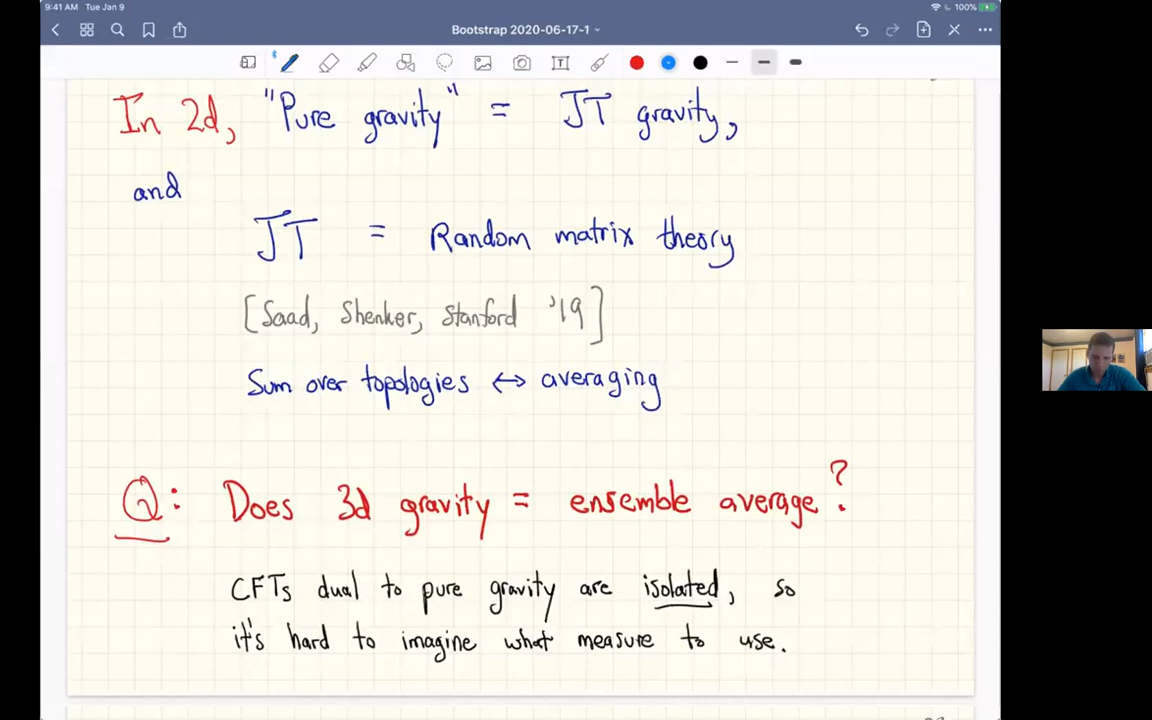 9:41 AM Tue Jan 9
100%
Bootstrap 2020-06-17-1
In 2d, "Pure gravity" = JT gravity,
and
JT = Random matrix theory
[Saad, Shenker, Stanford '19]
Sum over topologies ↔ averaging
Q: Does 3d gravity = ensemble average?
CFTs dual to pure gravity are isolated, so
it's hard to imagine what measure to use.